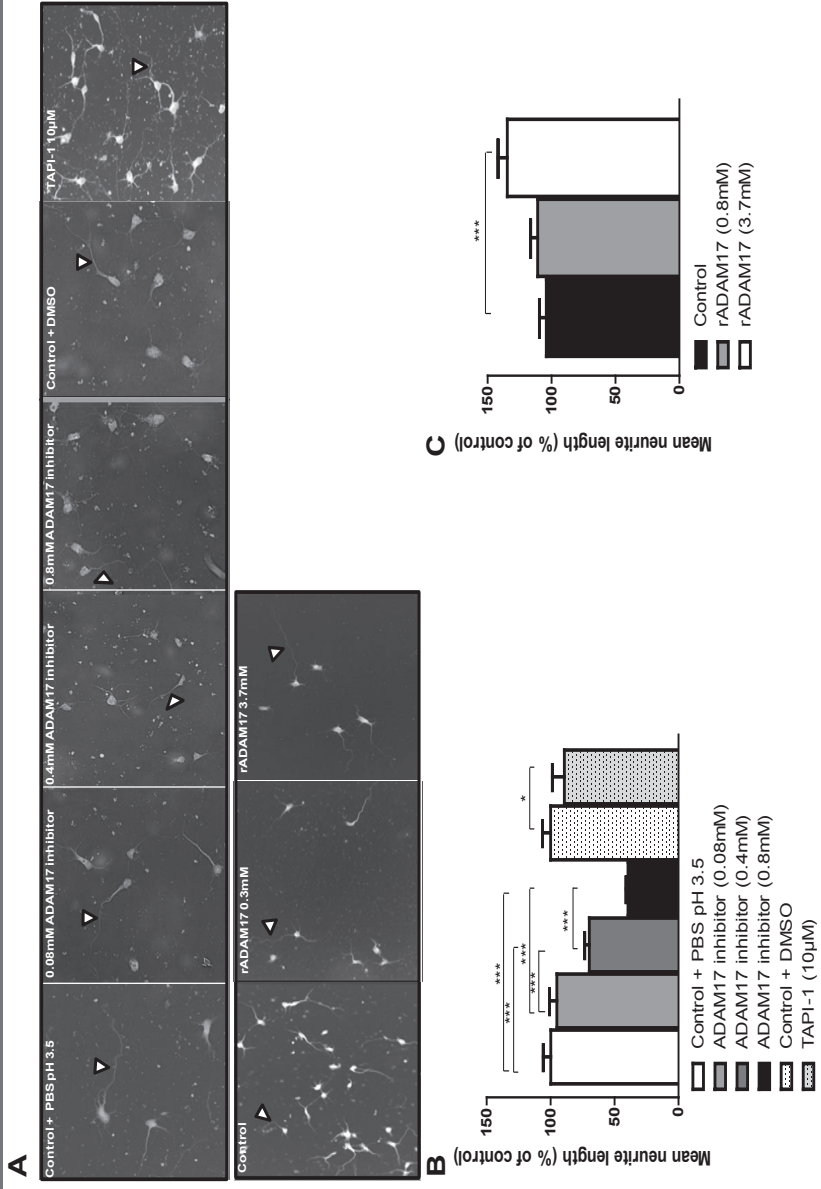 A
Control + PBS pH 3.5
0.08mM ADAM17 inhibitor
0.4mM ADAM17 inhibitor
0.8mM ADAM17 inhibitor
Control + DMSO
TAPI-1 10µM
Control
rADAM17 0.3mM
rADAM17 3.7mM
B
Mean neurite length (% of control)
150
100
50
0
***
***
***
***
***
*
Control + PBS pH 3.5
ADAM17 inhibitor (0.08mM)
ADAM17 inhibitor (0.4mM)
ADAM17 inhibitor (0.8mM)
Control + DMSO
TAPI-1 (10µM)
C
Mean neurite length (% of control)
150
100
50
0
***
Control
rADAM17 (0.8mM)
rADAM17 (3.7mM)